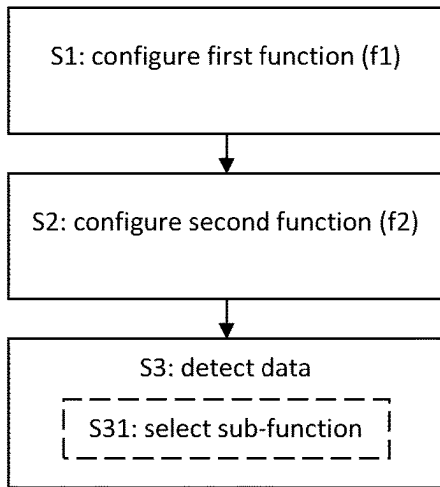 S1: configure first function (f1)
S2: configure second function (f2)
S3: detect data
S31: select sub-function